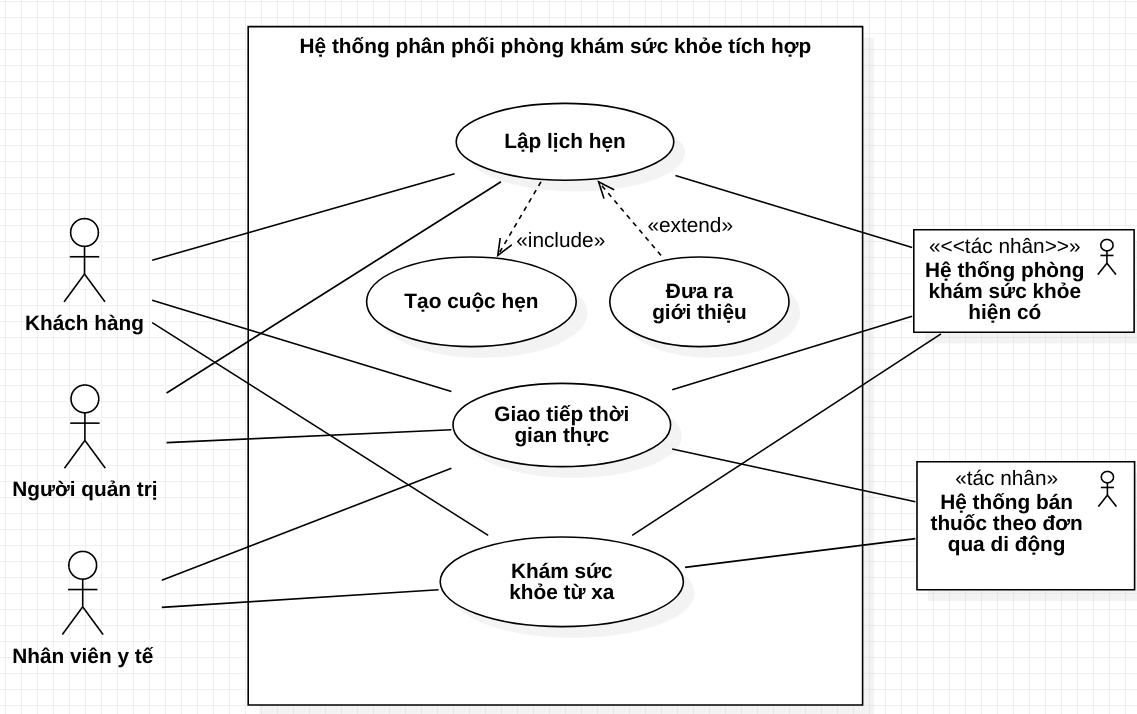 Hệ thống phân phối phòng khám sức khỏe tích hợp
Lập lịch hẹn
«include»
«extend»
Tạo cuộc hẹn
Đưa ra
giới thiệu
Khách hàng
«<<tác nhân>>»
Hệ thống phòng
khám sức khỏe
hiện có
Giao tiếp thời
gian thực
Người quản trị
«tác nhân»
Hệ thống bán
thuốc theo đơn
qua di động
Khám sức
khỏe từ xa
Nhân viên y tế